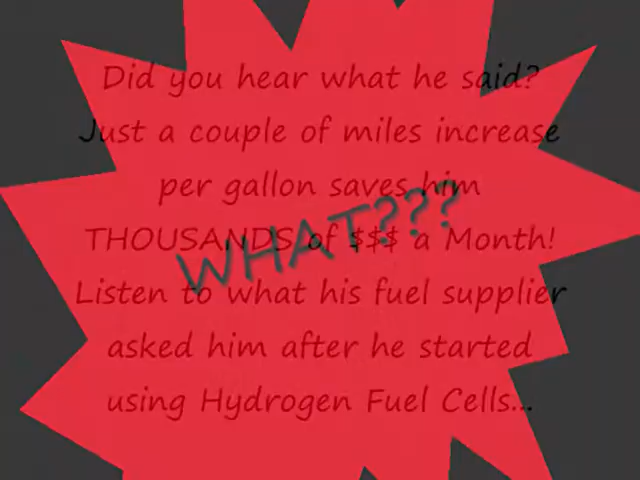 Did you hear what he said?
Just a couple of miles increase
per gallon saves him
THOUSANDS of $$$ a Month!
WHAT???
Listen to what his fuel supplier
asked him after he started
using Hydrogen Fuel Cells...